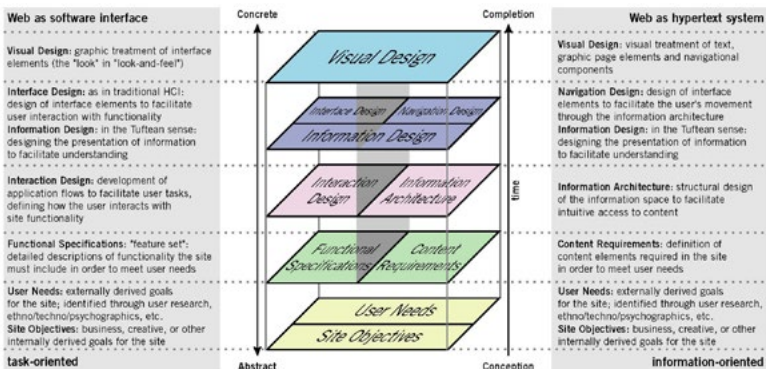 Web as software interface
Visual Design: graphic treatment of interface
elements (the "look" in "look-and-feel")
Interface Design: as in traditional HCI:
design of interface elements to facilitate
user interaction with functionality
Information Design: in the Tuftean sense:
designing the presentation of information
to facilitate understanding
Interaction Design: development of
application flows to facilitate user tasks,
defining how the user interacts with
site functionality
Functional Specifications: "feature set":
detailed descriptions of functionality the site
must include in order to meet user needs
User Needs: externally derived goals
for the site; identified through user research,
ethno/techno/psychographics, etc.
Site Objectives: business, creative, or other
internally derived goals for the site
task-oriented
Concrete
Completion
Visual Design
Interface Design
Navigation Design
Information Design
Interaction
Design
Information
Architecture
Functional
Specifications
Content
Requirements
User Needs
Site Objectives
time
Abstract
Conception
Web as hypertext system
Visual Design: visual treatment of text,
graphic page elements and navigational
components
Navigation Design: design of interface
elements to facilitate the user's movement
through the information architecture
Information Design: in the Tuftean sense:
designing the presentation of information
to facilitate understanding
Information Architecture: structural design
of the information space to facilitate
intuitive access to content
Content Requirements: definition of
content elements required in the site
in order to meet user needs
User Needs: externally derived goals
for the site; identified through user research,
ethno/techno/psychographics, etc.
Site Objectives: business, creative, or other
internally derived goals for the site
information-oriented